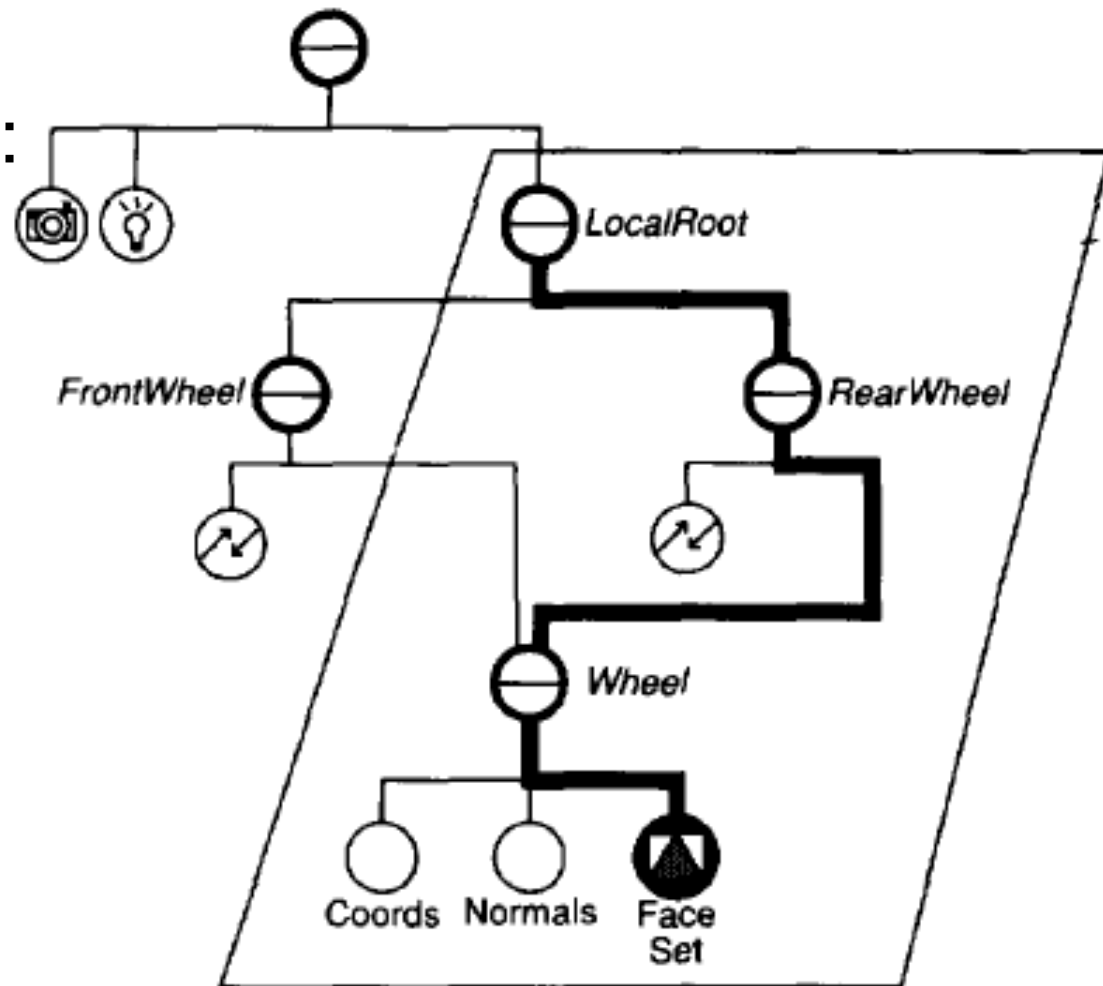 LocalRoot
FrontWheel
RearWheel
Wheel
Coords
Normals
Face
Set